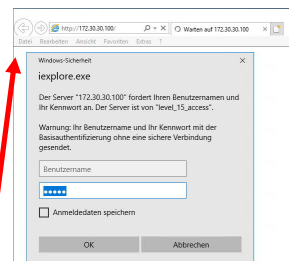 http://172.30.30.100/
Warten auf 172.30.30.100
Datei Bearbeiten Ansicht Favoriten Extras ?
Windows-Sicherheit
iexplore.exe
Der Server "172.30.30.100" fordert Ihren Benutzernamen und
Ihr Kennwort an. Der Server ist von "level_15_access".
Warnung: Ihr Benutzername und Ihr Kennwort mit der
Basisauthentifizierung ohne eine sichere Verbindung
gesendet.
Benutzername
•••••
Anmeldedaten speichern
OK Abbrechen